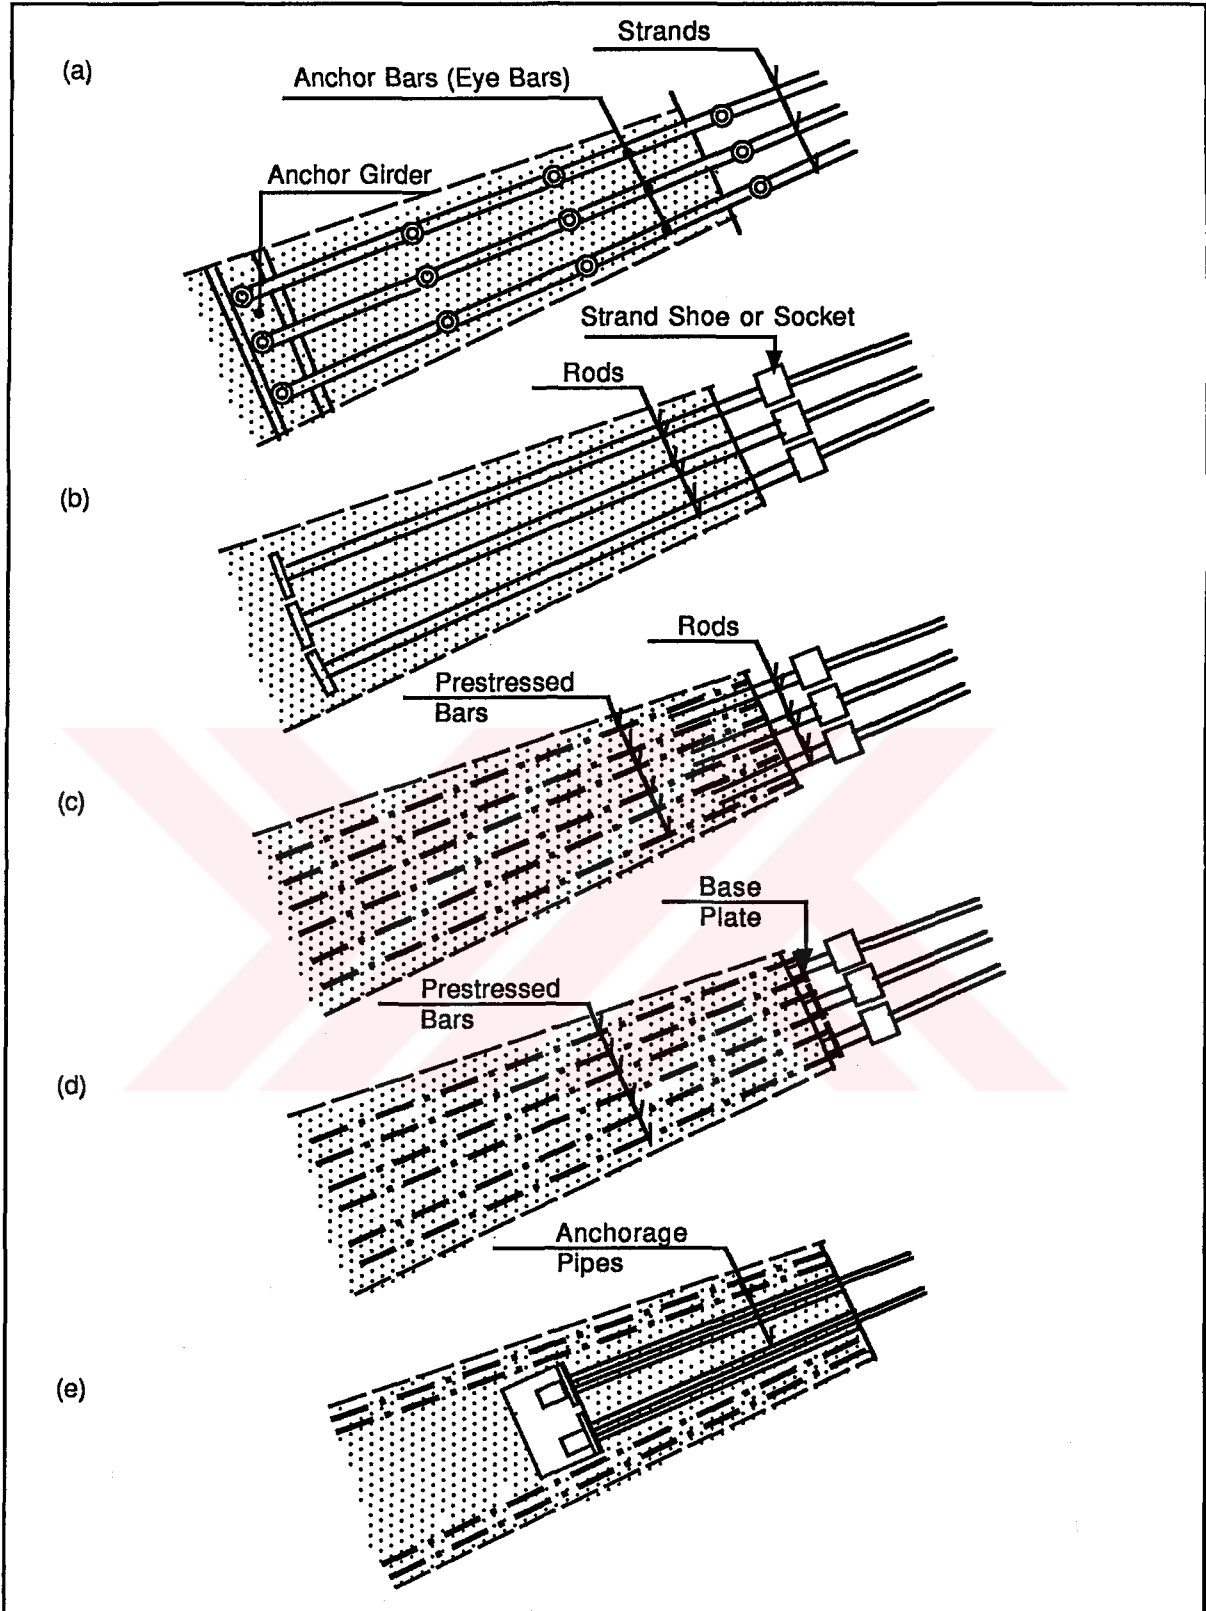 Strands
(a)
Anchor Bars (Eye Bars)
Anchor Girder
Strand Shoe or Socket
Rods
(b)
Rods
Prestressed
Bars
(c)
Base
Plate
Prestressed
Bars
(d)
Anchorage
Pipes
(e)